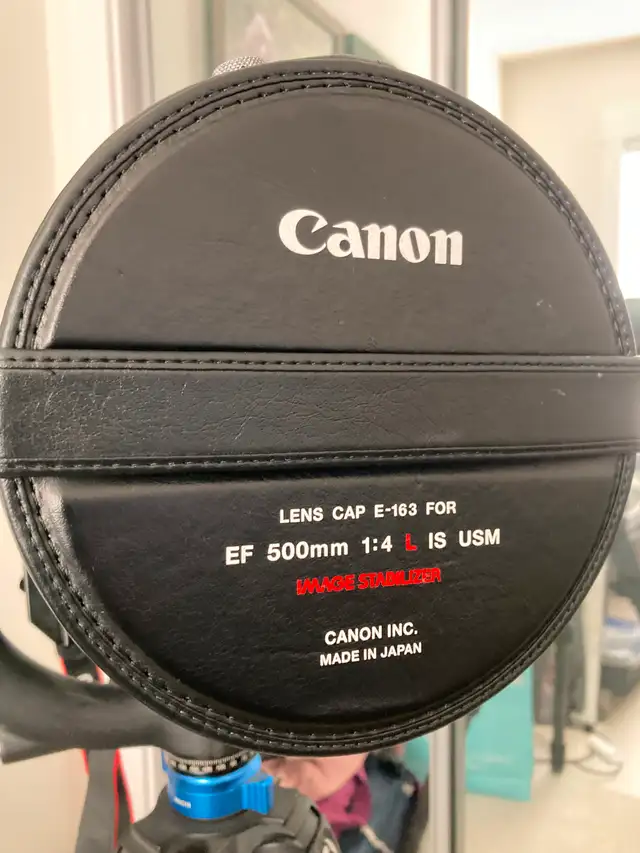 Canon
LENS CAP E-163 FOR
EF 500mm 1:4 L IS USM
IMAGE STABILIZER
CANON INC.
MADE IN JAPAN